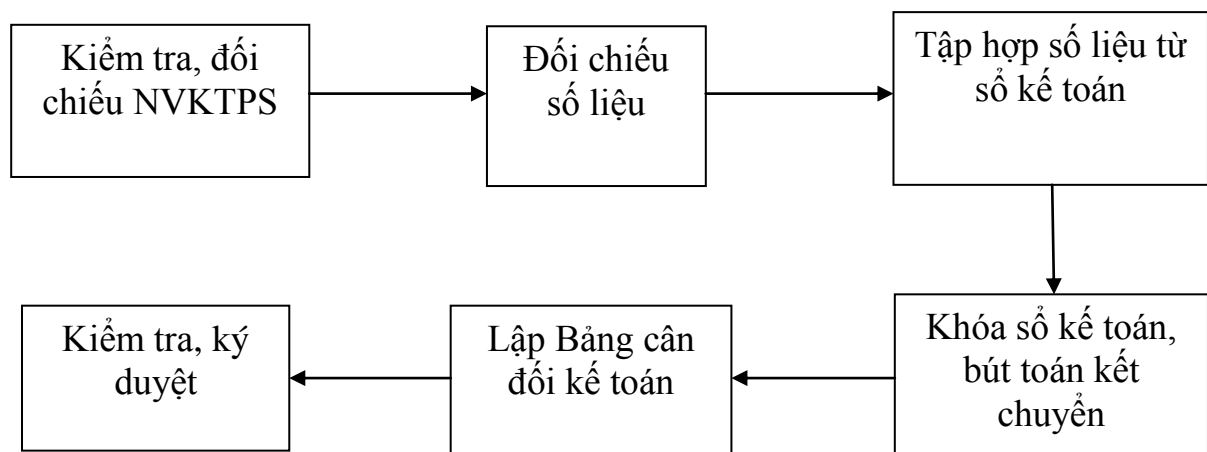 Kiểm tra, đối
chiếu NVKTPS
Đối chiếu
số liệu
Tập hợp số liệu từ
sổ kế toán
Khóa sổ kế toán,
bút toán kết
chuyển
Lập Bảng cân
đối kế toán
Kiểm tra, ký
duyệt